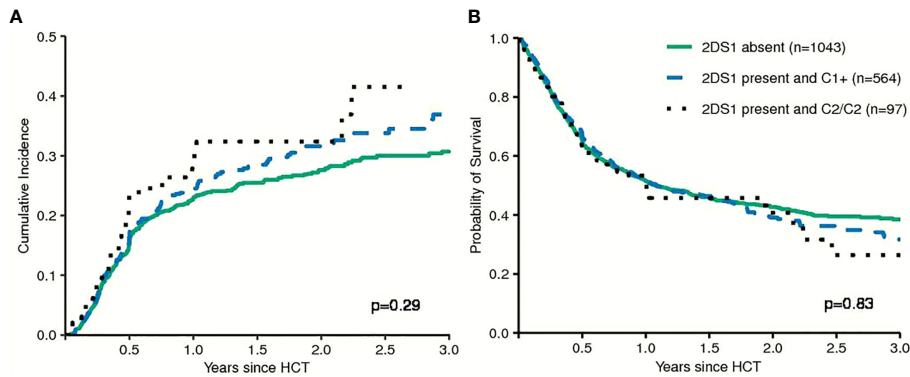 A
Cumulative Incidence
0.5
0.4
0.3
0.2
0.1
0.0
0.5
1.0
1.5
2.0
2.5
3.0
Years since HCT
p=0.29
B
Probability of Survival
1.0
0.8
0.6
0.4
0.2
0.0
0.5
1.0
1.5
2.0
2.5
3.0
Years since HCT
2DS1 absent (n=1043)
2DS1 present and C1+ (n=564)
2DS1 present and C2/C2 (n=97)
p=0.83